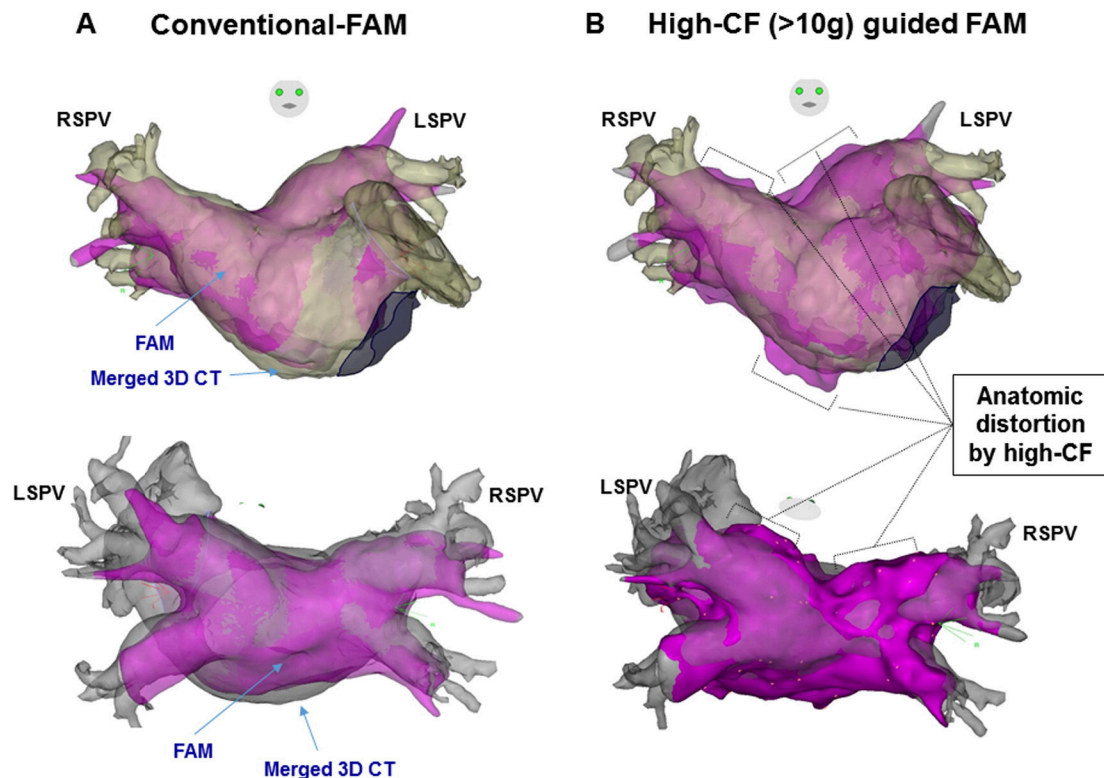 A Conventional-FAM
B High-CF (>10g) guided FAM
RSPV
LSPV
RSPV
LSPV
FAM
Merged 3D CT
Anatomic
distortion
by high-CF
LSPV
RSPV
LSPV
RSPV
FAM
Merged 3D CT